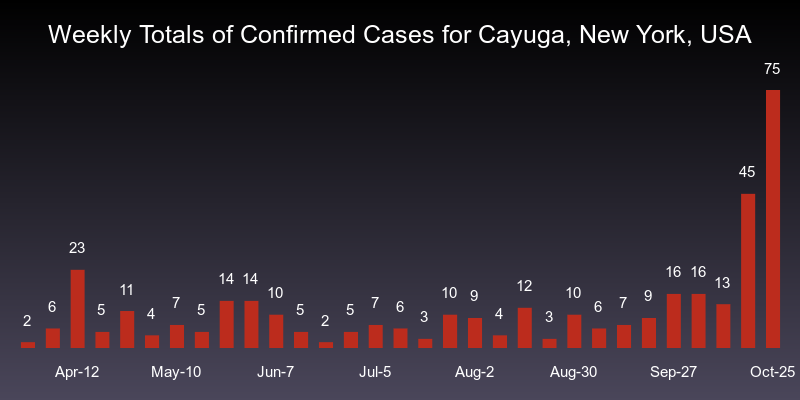 Weekly Totals of Confirmed Cases for Cayuga, New York, USA
2 6 23 5 11 4 7 5 14 14 10 5 2 5 7 6 3 10 9 4 12 3 10 6 7 9 16 16 13 45 75
Apr-12 May-10 Jun-7 Jul-5 Aug-2 Aug-30 Sep-27 Oct-25